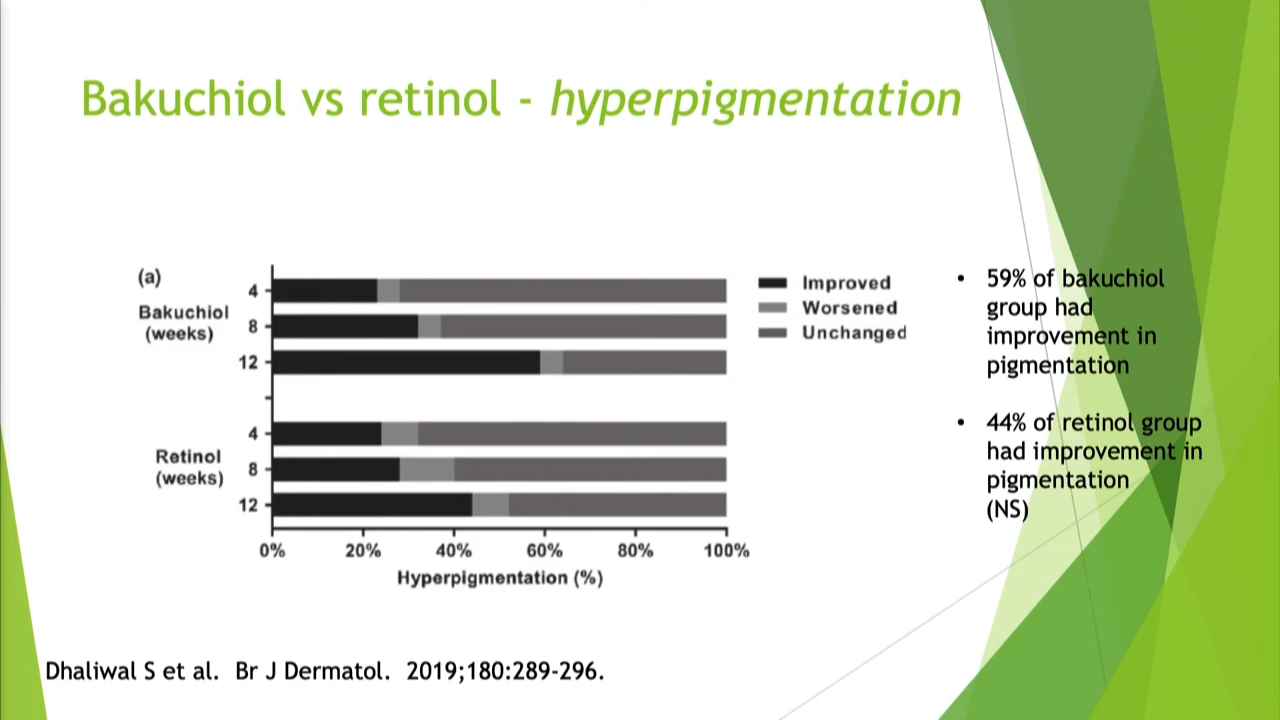 Bakuchiol vs retinol - hyperpigmentation
(a)
Bakuchiol
(weeks)
4
8
12
Retinol
(weeks)
4
8
12
0% 20% 40% 60% 80% 100%
Hyperpigmentation (%)
Improved
Worsened
Unchanged
• 59% of bakuchiol
group had
improvement in
pigmentation
• 44% of retinol group
had improvement in
pigmentation
(NS)
Dhaliwal S et al. Br J Dermatol. 2019;180:289-296.